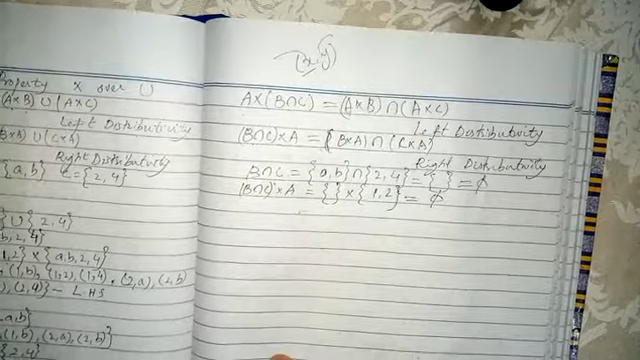 Property × over ∪
(A×B) ∪ (A×C)
Left Distributivity
B×A) ∪ (C×A)
Right Distributivity
{a,b} C={2,4}
} ∪ {2,4}
b,2,4}
1,2} × {a,b,2,4}
,(1,b),(1,2),(1,4),(2,a),(2,b)
),(2,4)} - LHS
,a,b}
,(1,b),(2,a),(2,b)}
{2,4}
(x,y)
A×(B∩C) = (A×B) ∩ (A×C)
Left Distributivity
(B∩C)×A = (B×A) ∩ (C×A)
Right Distributivity
B∩C = {a,b} ∩ {2,4} = { } = ϕ
(B∩C)×A = { } × {1,2} = ϕ